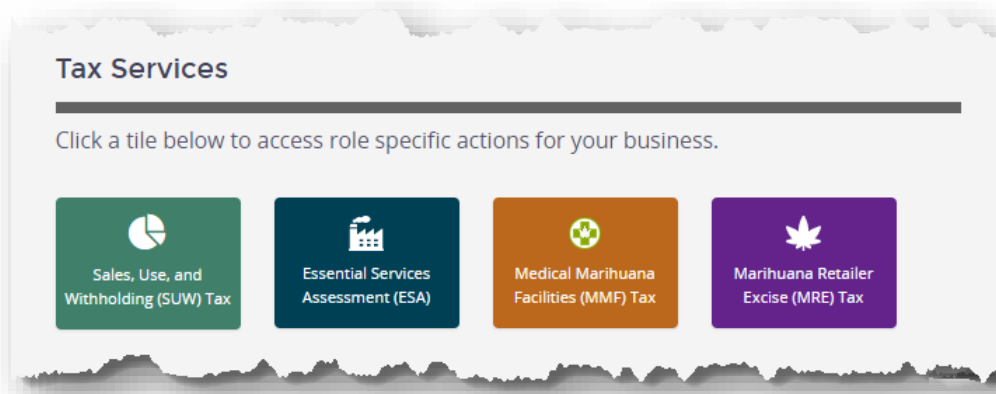 Tax Services
Click a tile below to access role specific actions for your business.
Sales, Use, and
Withholding (SUW) Tax
Essential Services
Assessment (ESA)
Medical Marihuana
Facilities (MMF) Tax
Marihuana Retailer
Excise (MRE) Tax